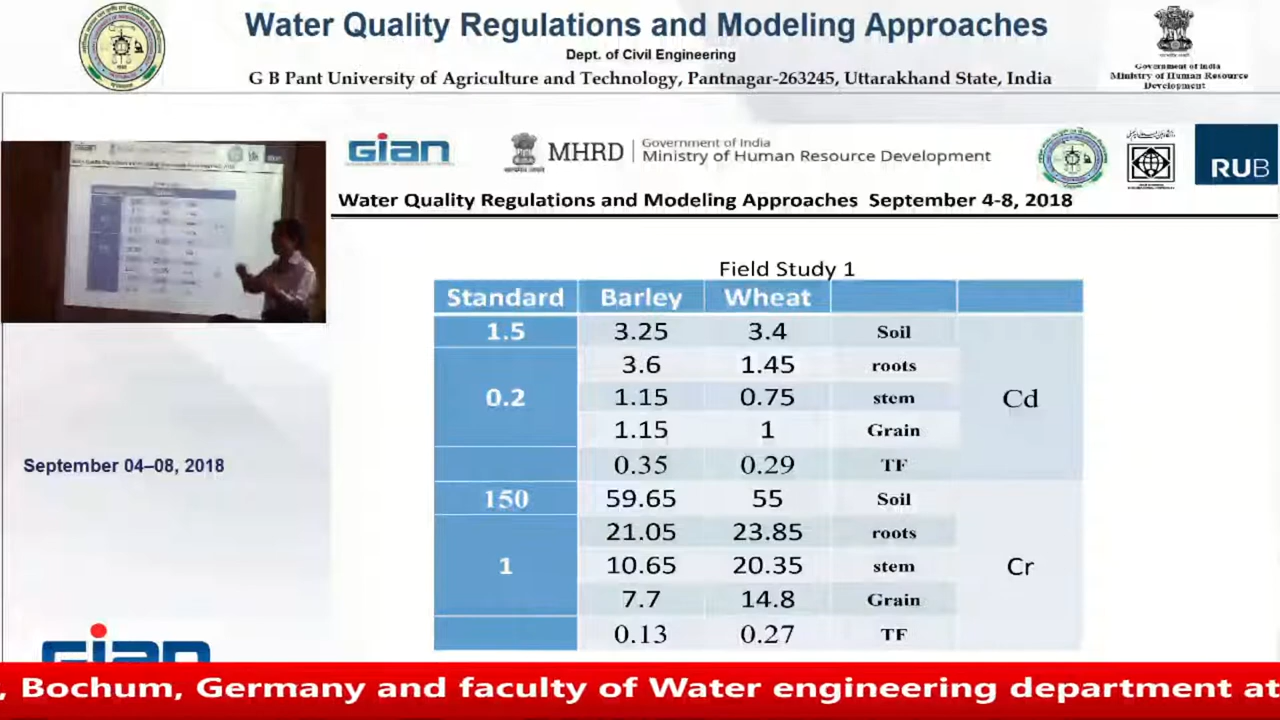 Water Quality Regulations and Modeling Approaches
Dept. of Civil Engineering
G B Pant University of Agriculture and Technology, Pantnagar-263245, Uttarakhand State, India
Government of India
Ministry of Human Resource
Development
GIAN
MHRD
Government of India
Ministry of Human Resource Development
RUB
Water Quality Regulations and Modeling Approaches September 4-8, 2018
Field Study 1
Standard Barley Wheat
1.5 3.25 3.4 Soil
3.6 1.45 roots
0.2 1.15 0.75 stem Cd
1.15 1 Grain
0.35 0.29 TF
150 59.65 55 Soil
21.05 23.85 roots
1 10.65 20.35 stem Cr
7.7 14.8 Grain
0.13 0.27 TF
September 04–08, 2018
GIAN
, Bochum, Germany and faculty of Water engineering department at